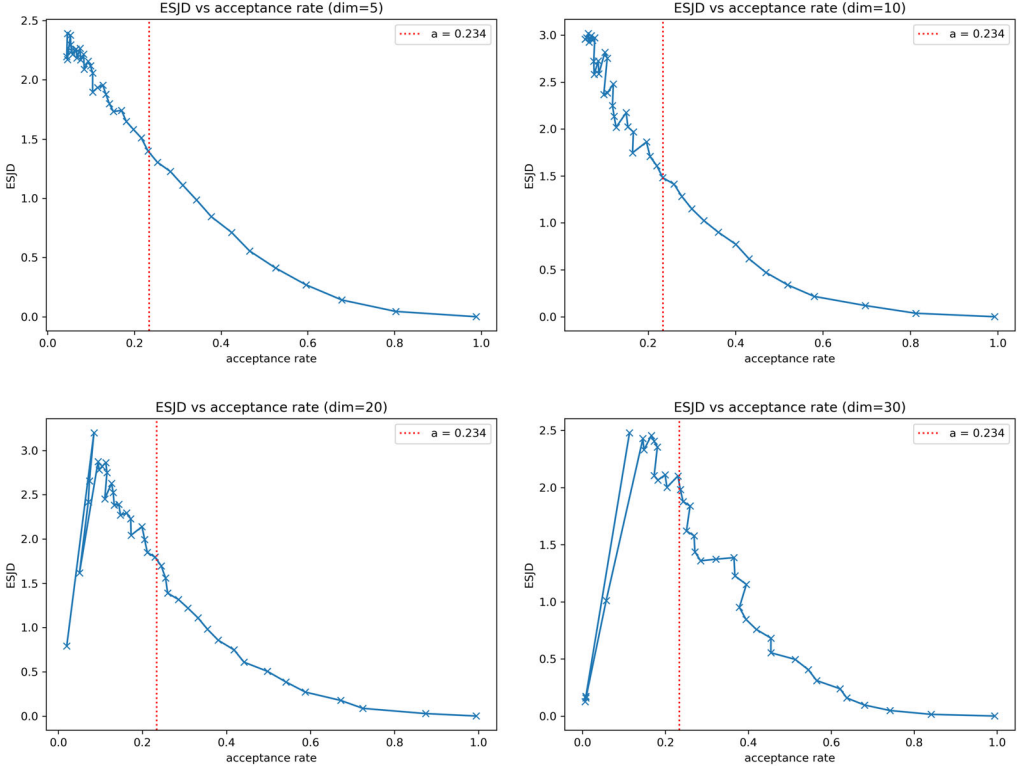 ESJD vs acceptance rate (dim=5)
a = 0.234
2.5
2.0
1.5
1.0
0.5
0.0
ESJD
0.0 0.2 0.4 0.6 0.8 1.0
acceptance rate
ESJD vs acceptance rate (dim=10)
a = 0.234
3.0
2.5
2.0
1.5
1.0
0.5
0.0
ESJD
0.2 0.4 0.6 0.8 1.0
acceptance rate
ESJD vs acceptance rate (dim=20)
a = 0.234
3.0
2.5
2.0
1.5
1.0
0.5
0.0
ESJD
0.0 0.2 0.4 0.6 0.8 1.0
acceptance rate
ESJD vs acceptance rate (dim=30)
a = 0.234
2.5
2.0
1.5
1.0
0.5
0.0
ESJD
0.0 0.2 0.4 0.6 0.8 1.0
acceptance rate